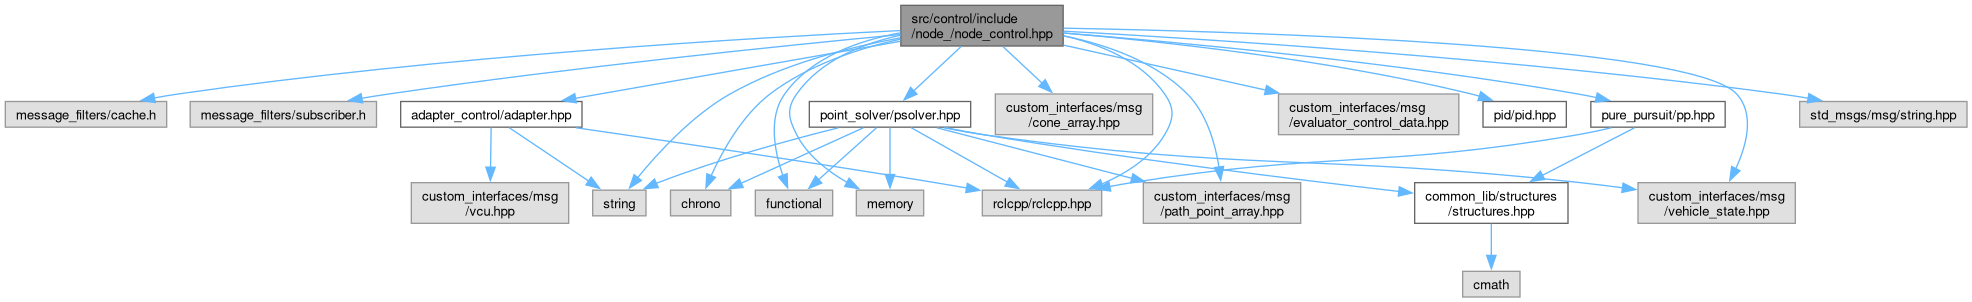 src/control/include
/node_/node_control.hpp
message_filters/cache.h
message_filters/subscriber.h
adapter_control/adapter.hpp
point_solver/psolver.hpp
custom_interfaces/msg
/cone_array.hpp
custom_interfaces/msg
/evaluator_control_data.hpp
pid/pid.hpp
pure_pursuit/pp.hpp
std_msgs/msg/string.hpp
custom_interfaces/msg
/vcu.hpp
string
chrono
functional
memory
rclcpp/rclcpp.hpp
custom_interfaces/msg
/path_point_array.hpp
common_lib/structures
/structures.hpp
custom_interfaces/msg
/vehicle_state.hpp
cmath